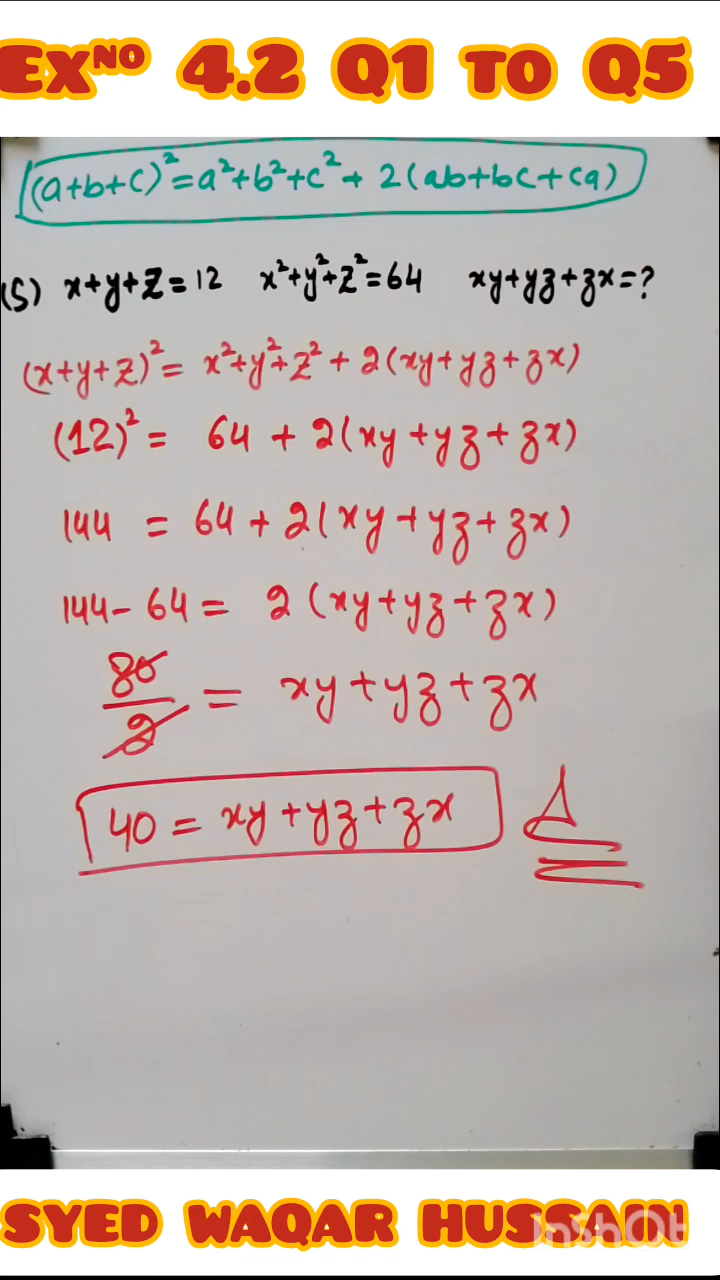 EXᴺᴼ 4.2 Q1 TO Q5
(a+b+c)²=a²+b²+c²+ 2(ab+bc+ca)
(5) x+y+z=12 x²+y²+z²=64 xy+yz+zx=?
(x+y+z)²= x²+y²+z²+2(xy+yz+zx)
(12)²= 64+2(xy+yz+zx)
144 = 64+2(xy+yz+zx)
144-64= 2(xy+yz+zx)
80/2 = xy+yz+zx
40=xy+yz+zx
SYED WAQAR HUSSAIN
InShOt